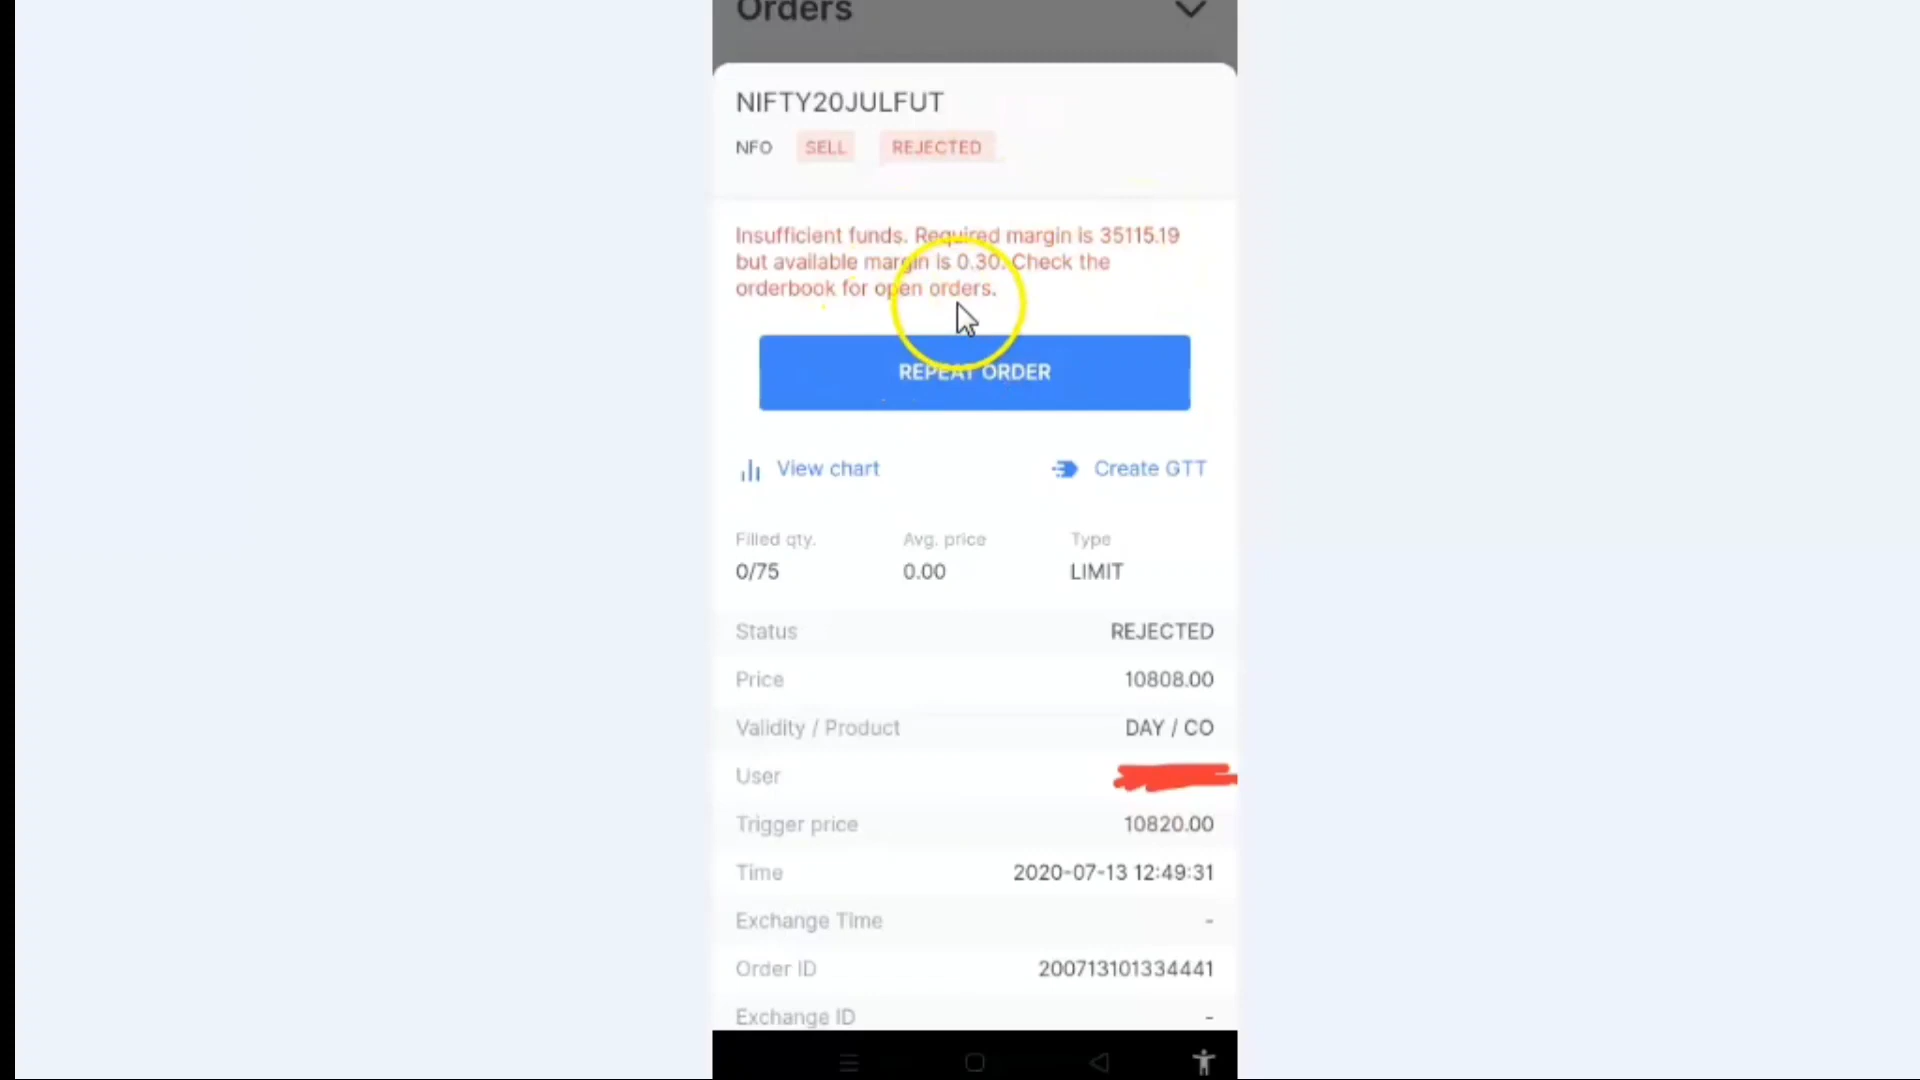 Orders
NIFTY20JULFUT
NFO SELL REJECTED
Insufficient funds. Required margin is 35115.19
but available margin is 0.30. Check the
orderbook for open orders.
REPEAT ORDER
View chart Create GTT
Filled qty. Avg. price Type
0/75 0.00 LIMIT
Status REJECTED
Price 10808.00
Validity / Product DAY / CO
User
Trigger price 10820.00
Time 2020-07-13 12:49:31
Exchange Time -
Order ID 200713101334441
Exchange ID -